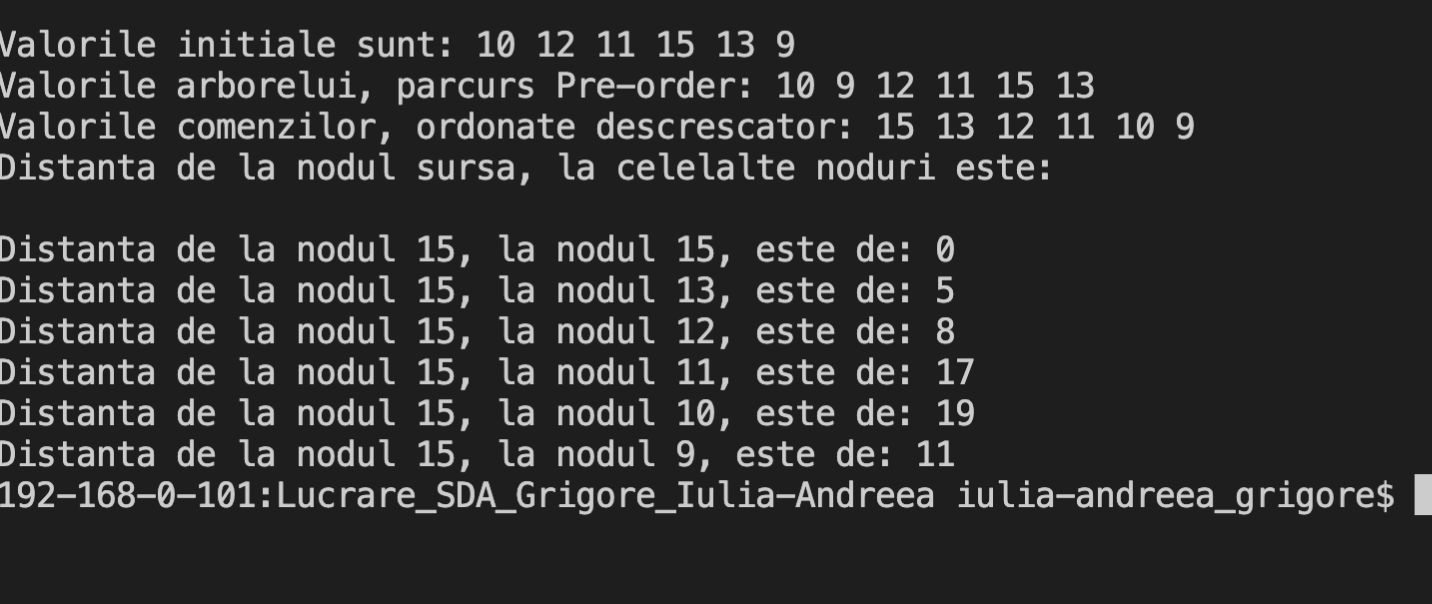 Valorile initiale sunt: 10 12 11 15 13 9
Valorile arborelui, parcurs Pre-order: 10 9 12 11 15 13
Valorile comenzilor, ordonate descrescator: 15 13 12 11 10 9
Distanta de la nodul sursa, la celelalte noduri este:
Distanta de la nodul 15, la nodul 15, este de: 0
Distanta de la nodul 15, la nodul 13, este de: 5
Distanta de la nodul 15, la nodul 12, este de: 8
Distanta de la nodul 15, la nodul 11, este de: 17
Distanta de la nodul 15, la nodul 10, este de: 19
Distanta de la nodul 15, la nodul 9, este de: 11
192-168-0-101:Lucrare_SDA_Grigore_Iulia-Andreea iulia-andreea_grigore$